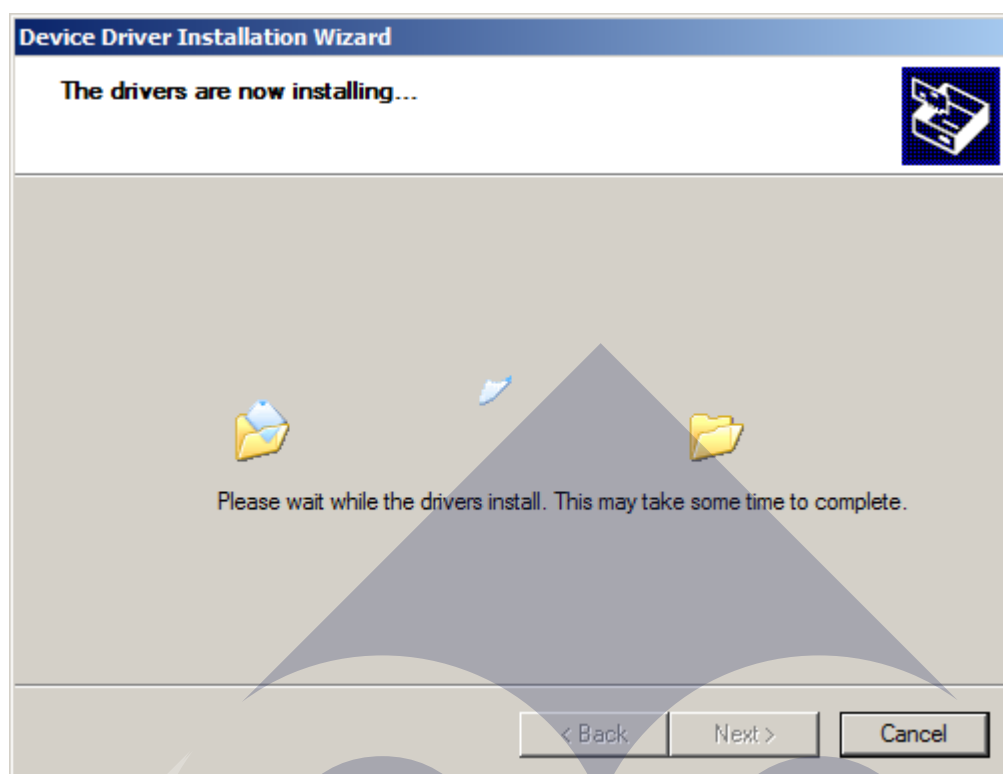 Device Driver Installation Wizard
The drivers are now installing...
Please wait while the drivers install. This may take some time to complete.
< Back Next > Cancel